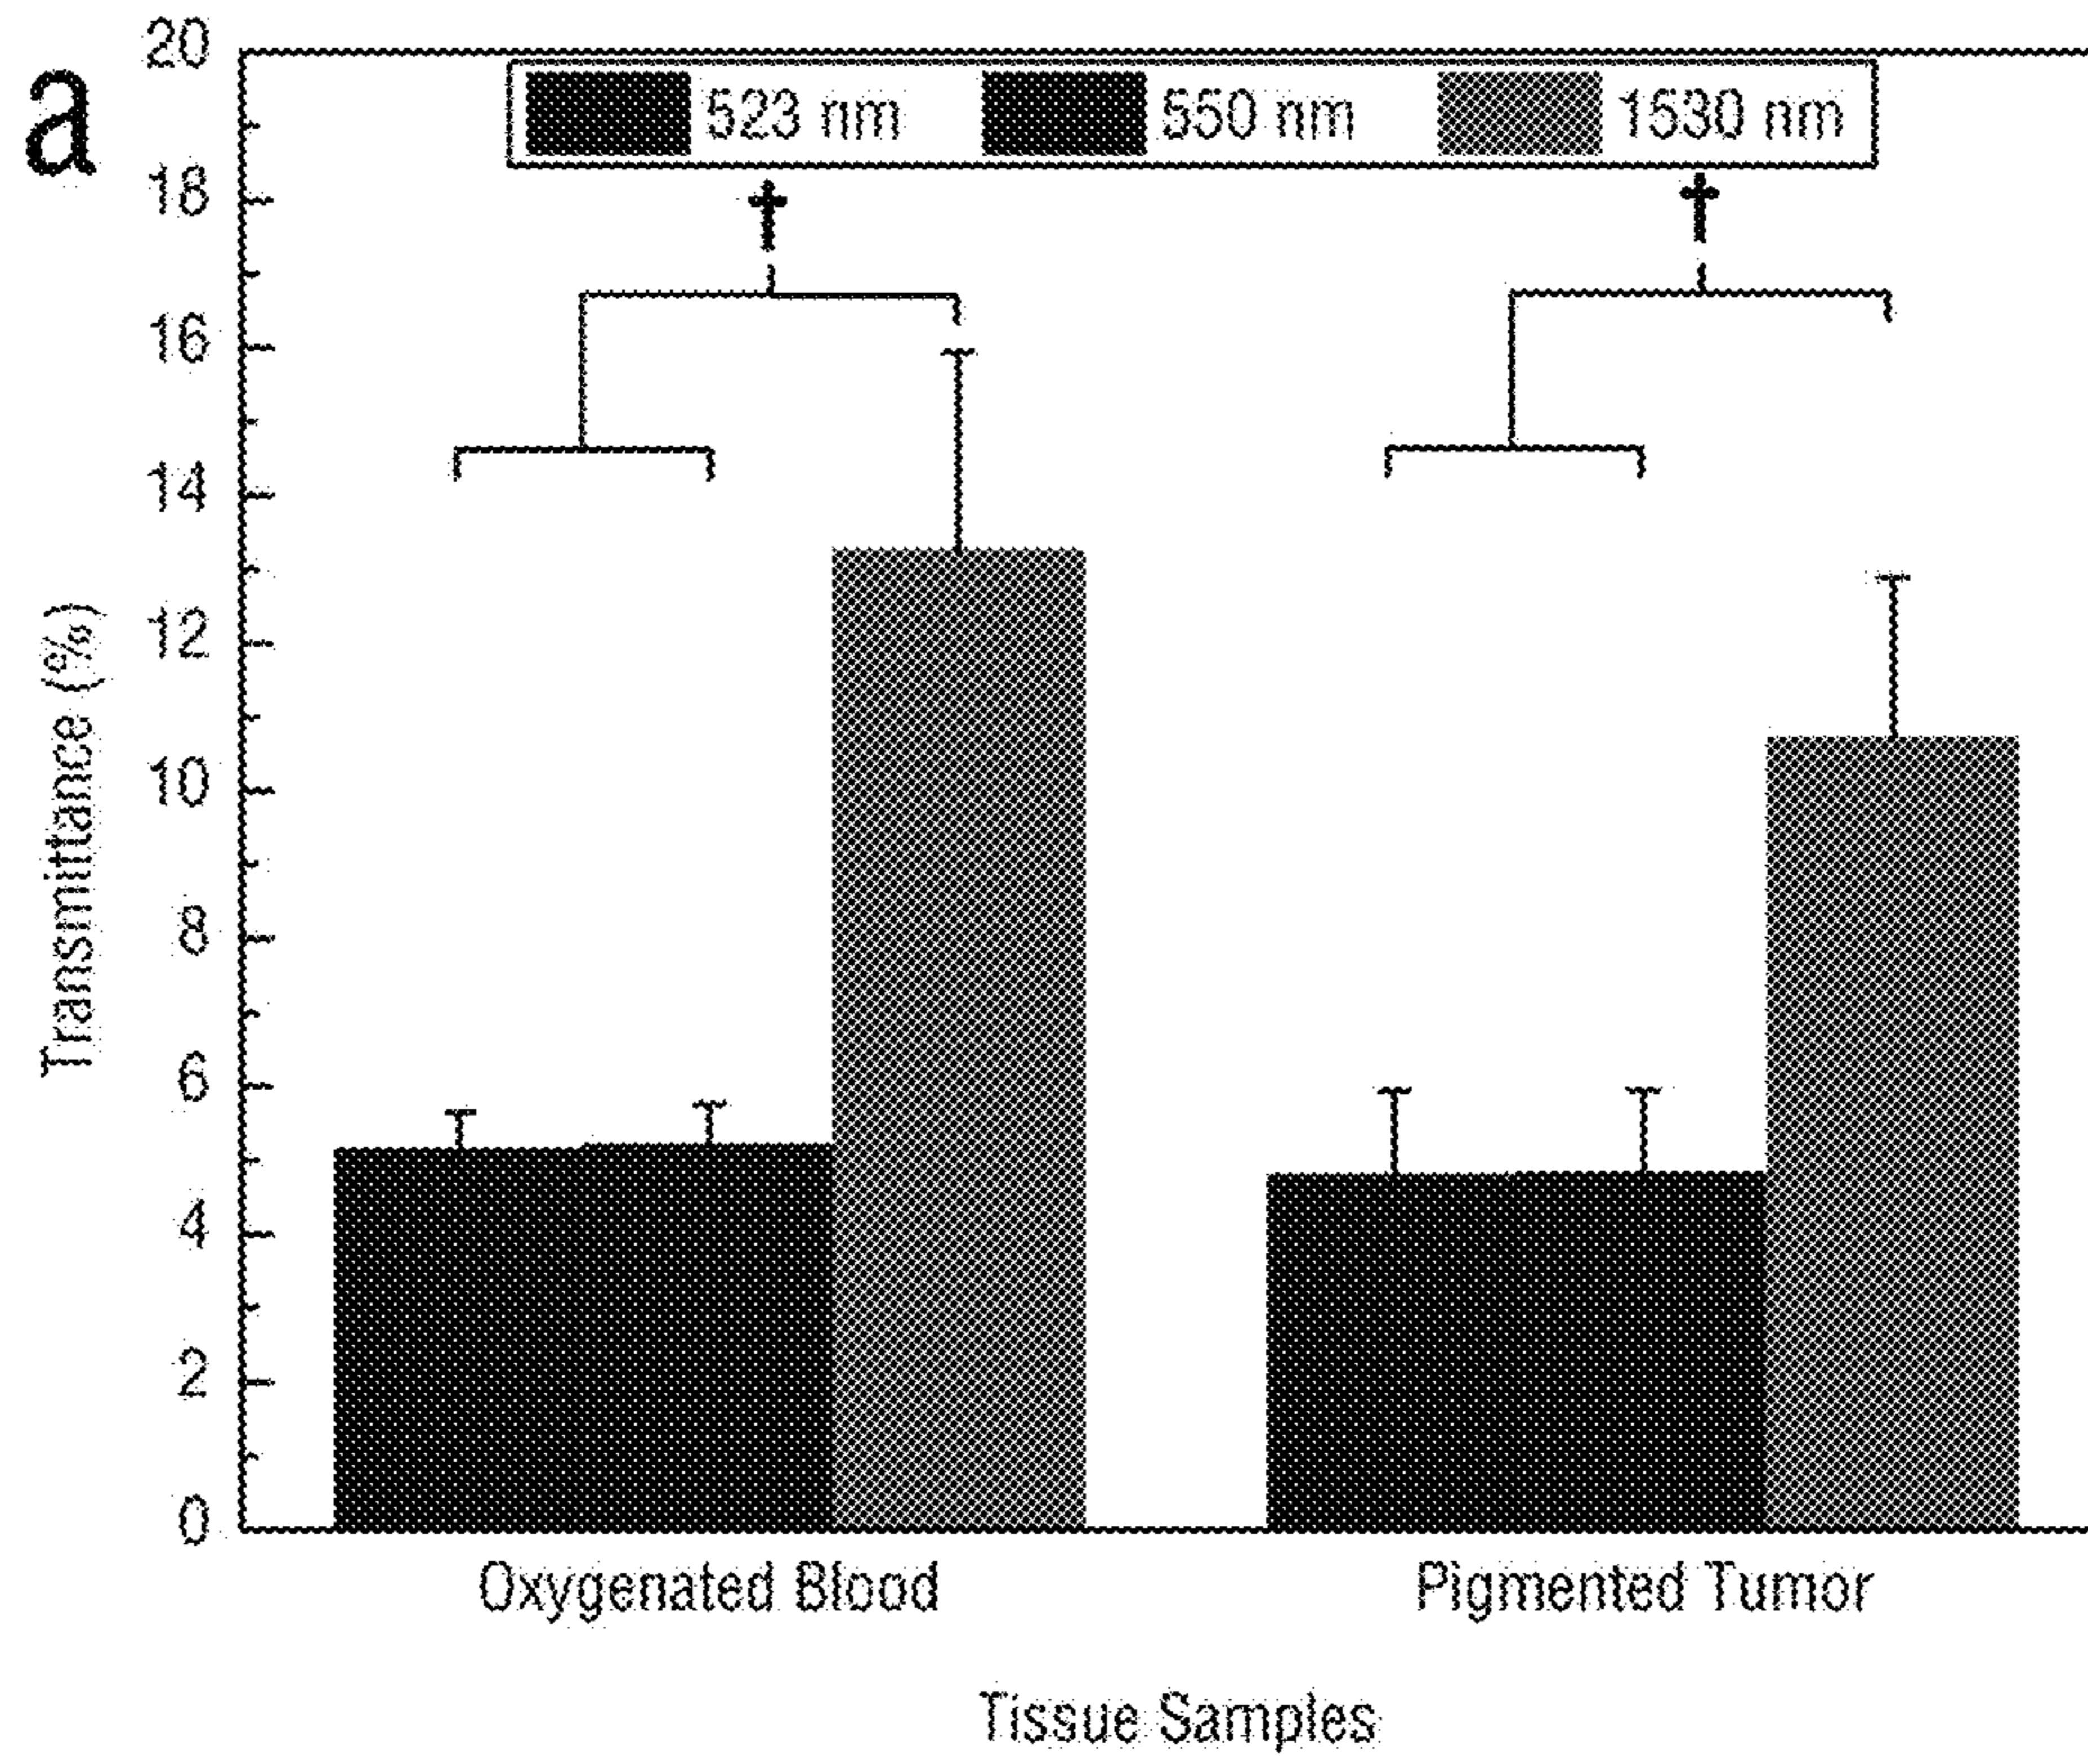 a
20
18
16
14
12
10
8
6
4
2
0
Transmittance (%)
523 nm 550 nm 1530 nm
†
†
Oxygenated Blood Pigmented Tumor
Tissue Samples